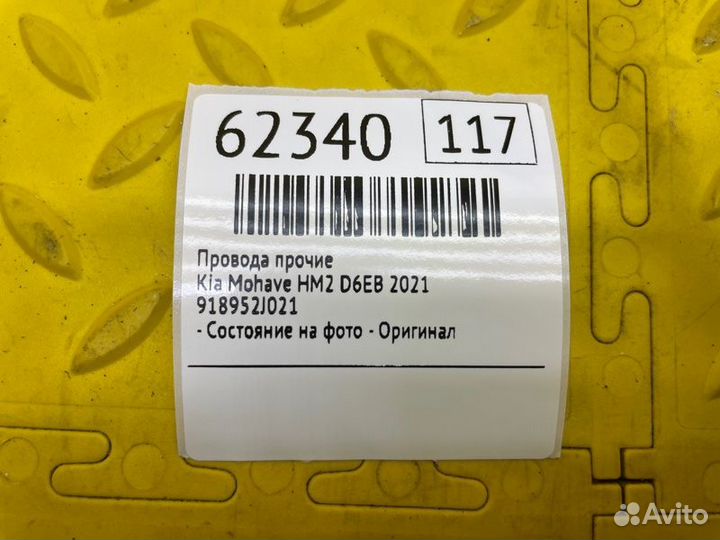 62340 117
Провода прочие
Kia Mohave HM2 D6EB 2021
918952J021
- Состояние на фото - Оригинал
Avito